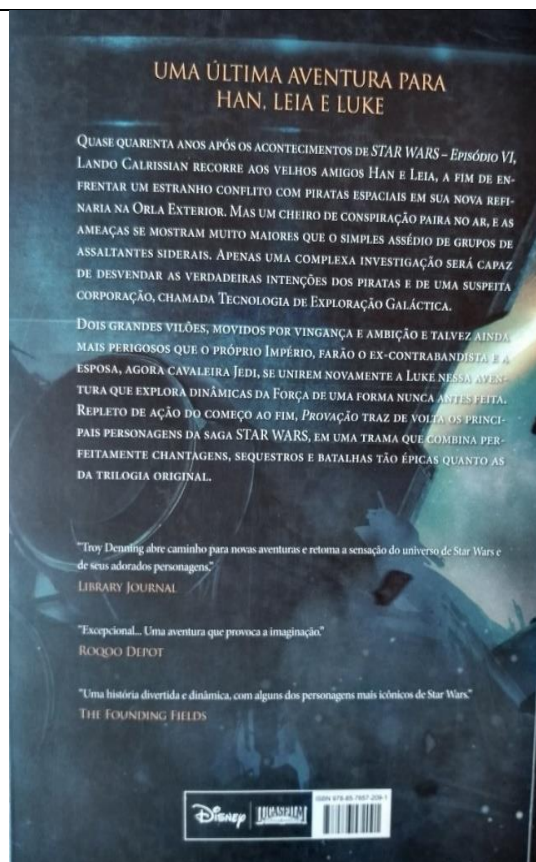 UMA ÚLTIMA AVENTURA PARA
HAN, LEIA E LUKE
QUASE QUARENTA ANOS APÓS OS ACONTECIMENTOS DE STAR WARS – EPISÓDIO VI,
LANDO CALRISSIAN RECORRE AOS VELHOS AMIGOS HAN E LEIA, A FIM DE EN-
FRENTAR UM ESTRANHO CONFLITO COM PIRATAS ESPACIAIS EM SUA NOVA REFI-
NARIA NA ORLA EXTERIOR. MAS UM CHEIRO DE CONSPIRAÇÃO PAIRA NO AR, E AS
AMEAÇAS SE MOSTRAM MUITO MAIORES QUE O SIMPLES ASSÉDIO DE GRUPOS DE
ASSALTANTES SIDERAIS. APENAS UMA COMPLEXA INVESTIGAÇÃO SERÁ CAPAZ
DE DESVENDAR AS VERDADEIRAS INTENÇÕES DOS PIRATAS E DE UMA SUSPEITA
CORPORAÇÃO, CHAMADA TECNOLOGIA DE EXPLORAÇÃO GALÁCTICA.
DOIS GRANDES VILÕES, MOVIDOS POR VINGANÇA E AMBIÇÃO E TALVEZ AINDA
MAIS PERIGOSOS QUE O PRÓPRIO IMPÉRIO, FARÃO O EX-CONTRABANDISTA E A
ESPOSA, AGORA CAVALEIRA JEDI, SE UNIREM NOVAMENTE A LUKE NESSA AVEN-
TURA QUE EXPLORA DINÂMICAS DA FORÇA DE UMA FORMA NUNCA ANTES FEITA.
REPLETO DE AÇÃO DO COMEÇO AO FIM, PROVAÇÃO TRAZ DE VOLTA OS PRINCI-
PAIS PERSONAGENS DA SAGA STAR WARS, EM UMA TRAMA QUE COMBINA PER-
FEITAMENTE CHANTAGENS, SEQUESTROS E BATALHAS TÃO ÉPICAS QUANTO AS
DA TRILOGIA ORIGINAL.
"Troy Denning abre caminho para novas aventuras e retoma a sensação do universo de Star Wars e
de seus adorados personagens."
LIBRARY JOURNAL
"Excepcional... Uma aventura que provoca a imaginação."
ROQOO DEPOT
"Uma história divertida e dinâmica, com alguns dos personagens mais icônicos de Star Wars."
THE FOUNDING FIELDS
Disney LUCASFILM
ISBN 978-85-7657-209-1